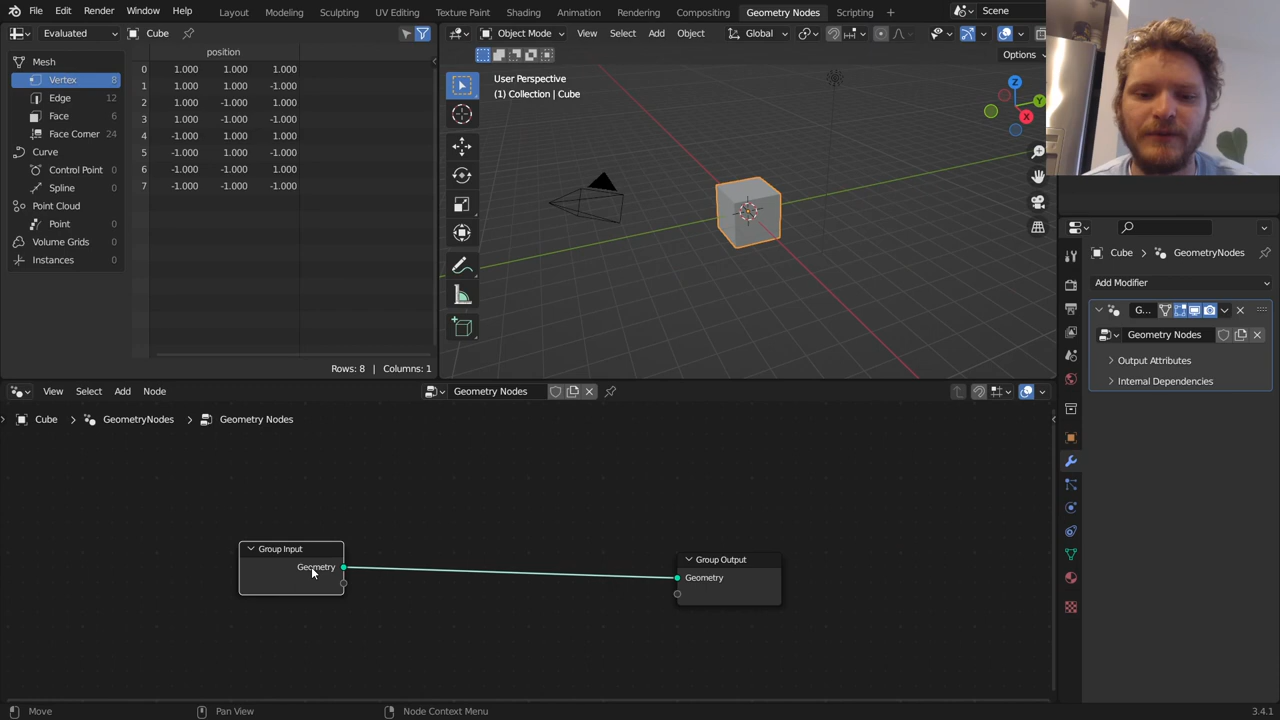 File Edit Render Window Help Layout Modeling Sculpting UV Editing Texture Paint Shading Animation Rendering Compositing Geometry Nodes Scripting + Scene
Evaluated Cube
position
Mesh
Vertex 8
Edge 12
Face 6
Face Corner 24
Curve
Control Point 0
Spline 0
Point Cloud
Point 0
Volume Grids 0
Instances 0
0 1.000 1.000 1.000
1 1.000 1.000 -1.000
2 1.000 -1.000 1.000
3 1.000 -1.000 -1.000
4 -1.000 1.000 1.000
5 -1.000 1.000 -1.000
6 -1.000 -1.000 1.000
7 -1.000 -1.000 -1.000
Rows: 8 | Columns: 1
Object Mode View Select Add Object Global
Options
User Perspective
(1) Collection | Cube
Z
Y
X
Cube > GeometryNodes
Add Modifier
G...
Geometry Nodes
Output Attributes
Internal Dependencies
View Select Add Node Geometry Nodes
Cube > GeometryNodes > Geometry Nodes
Group Input
Geometry
Group Output
Geometry
Move Pan View Node Context Menu 3.4.1